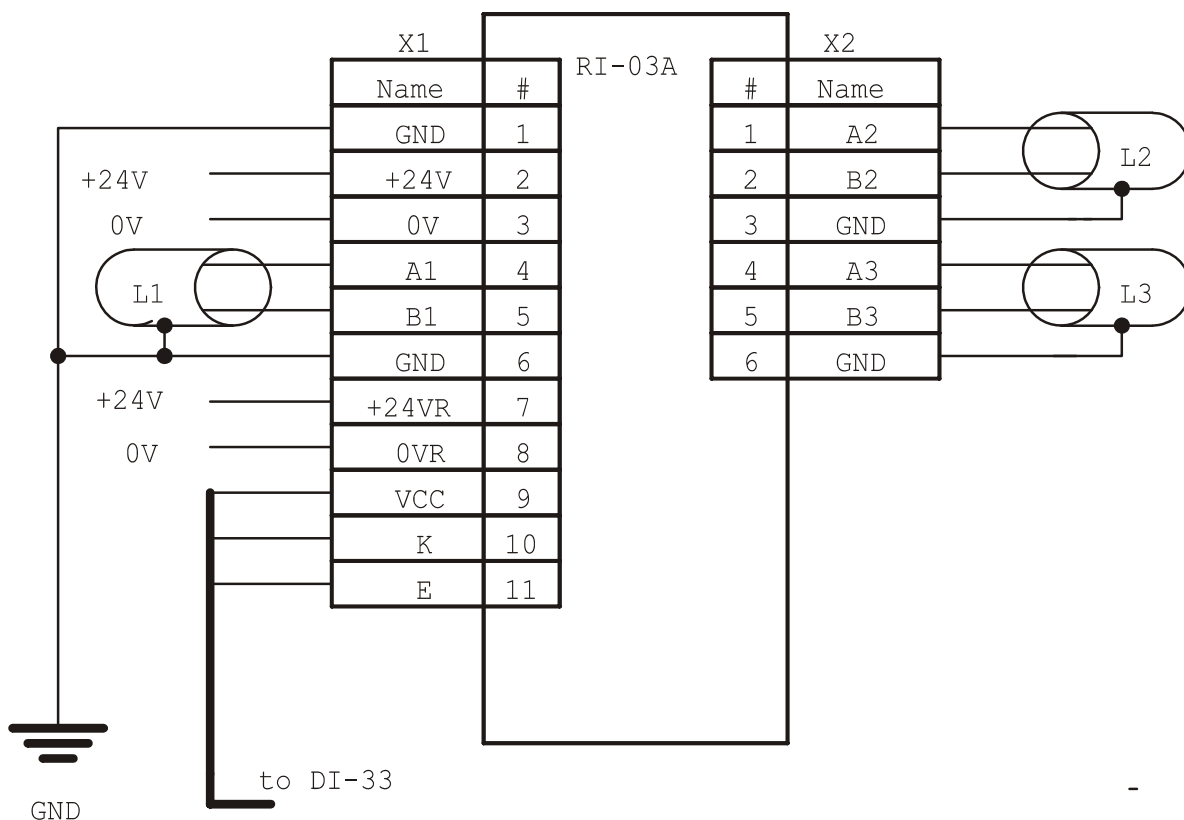 X1
RI-03A
X2
Name #
GND 1
+24V +24V 2
0V 0V 3
A1 4
L1
B1 5
GND 6
+24V +24VR 7
0V 0VR 8
VCC 9
K 10
E 11
# Name
1 A2
L2
2 B2
3 GND
4 A3
L3
5 B3
6 GND
to DI-33
-
GND